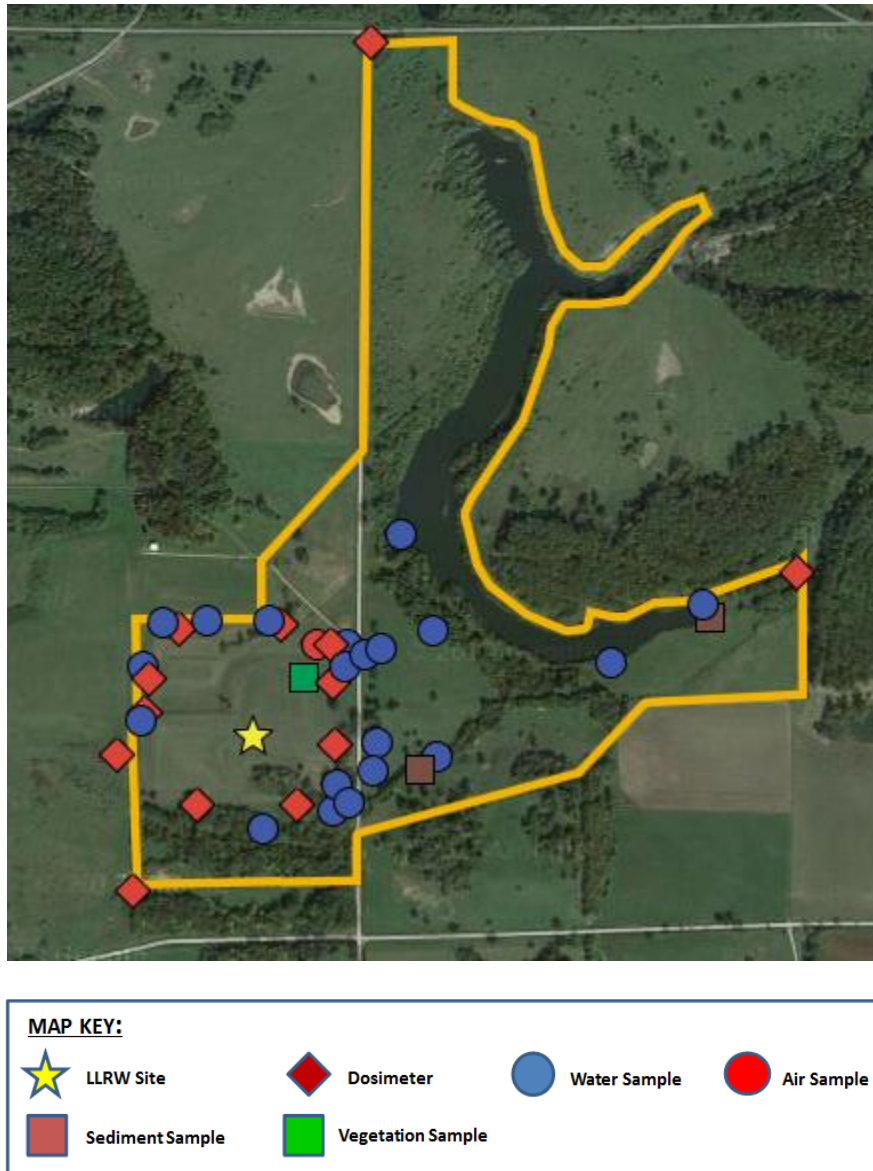 MAP KEY:
LLRW Site
Dosimeter
Water Sample
Air Sample
Sediment Sample
Vegetation Sample